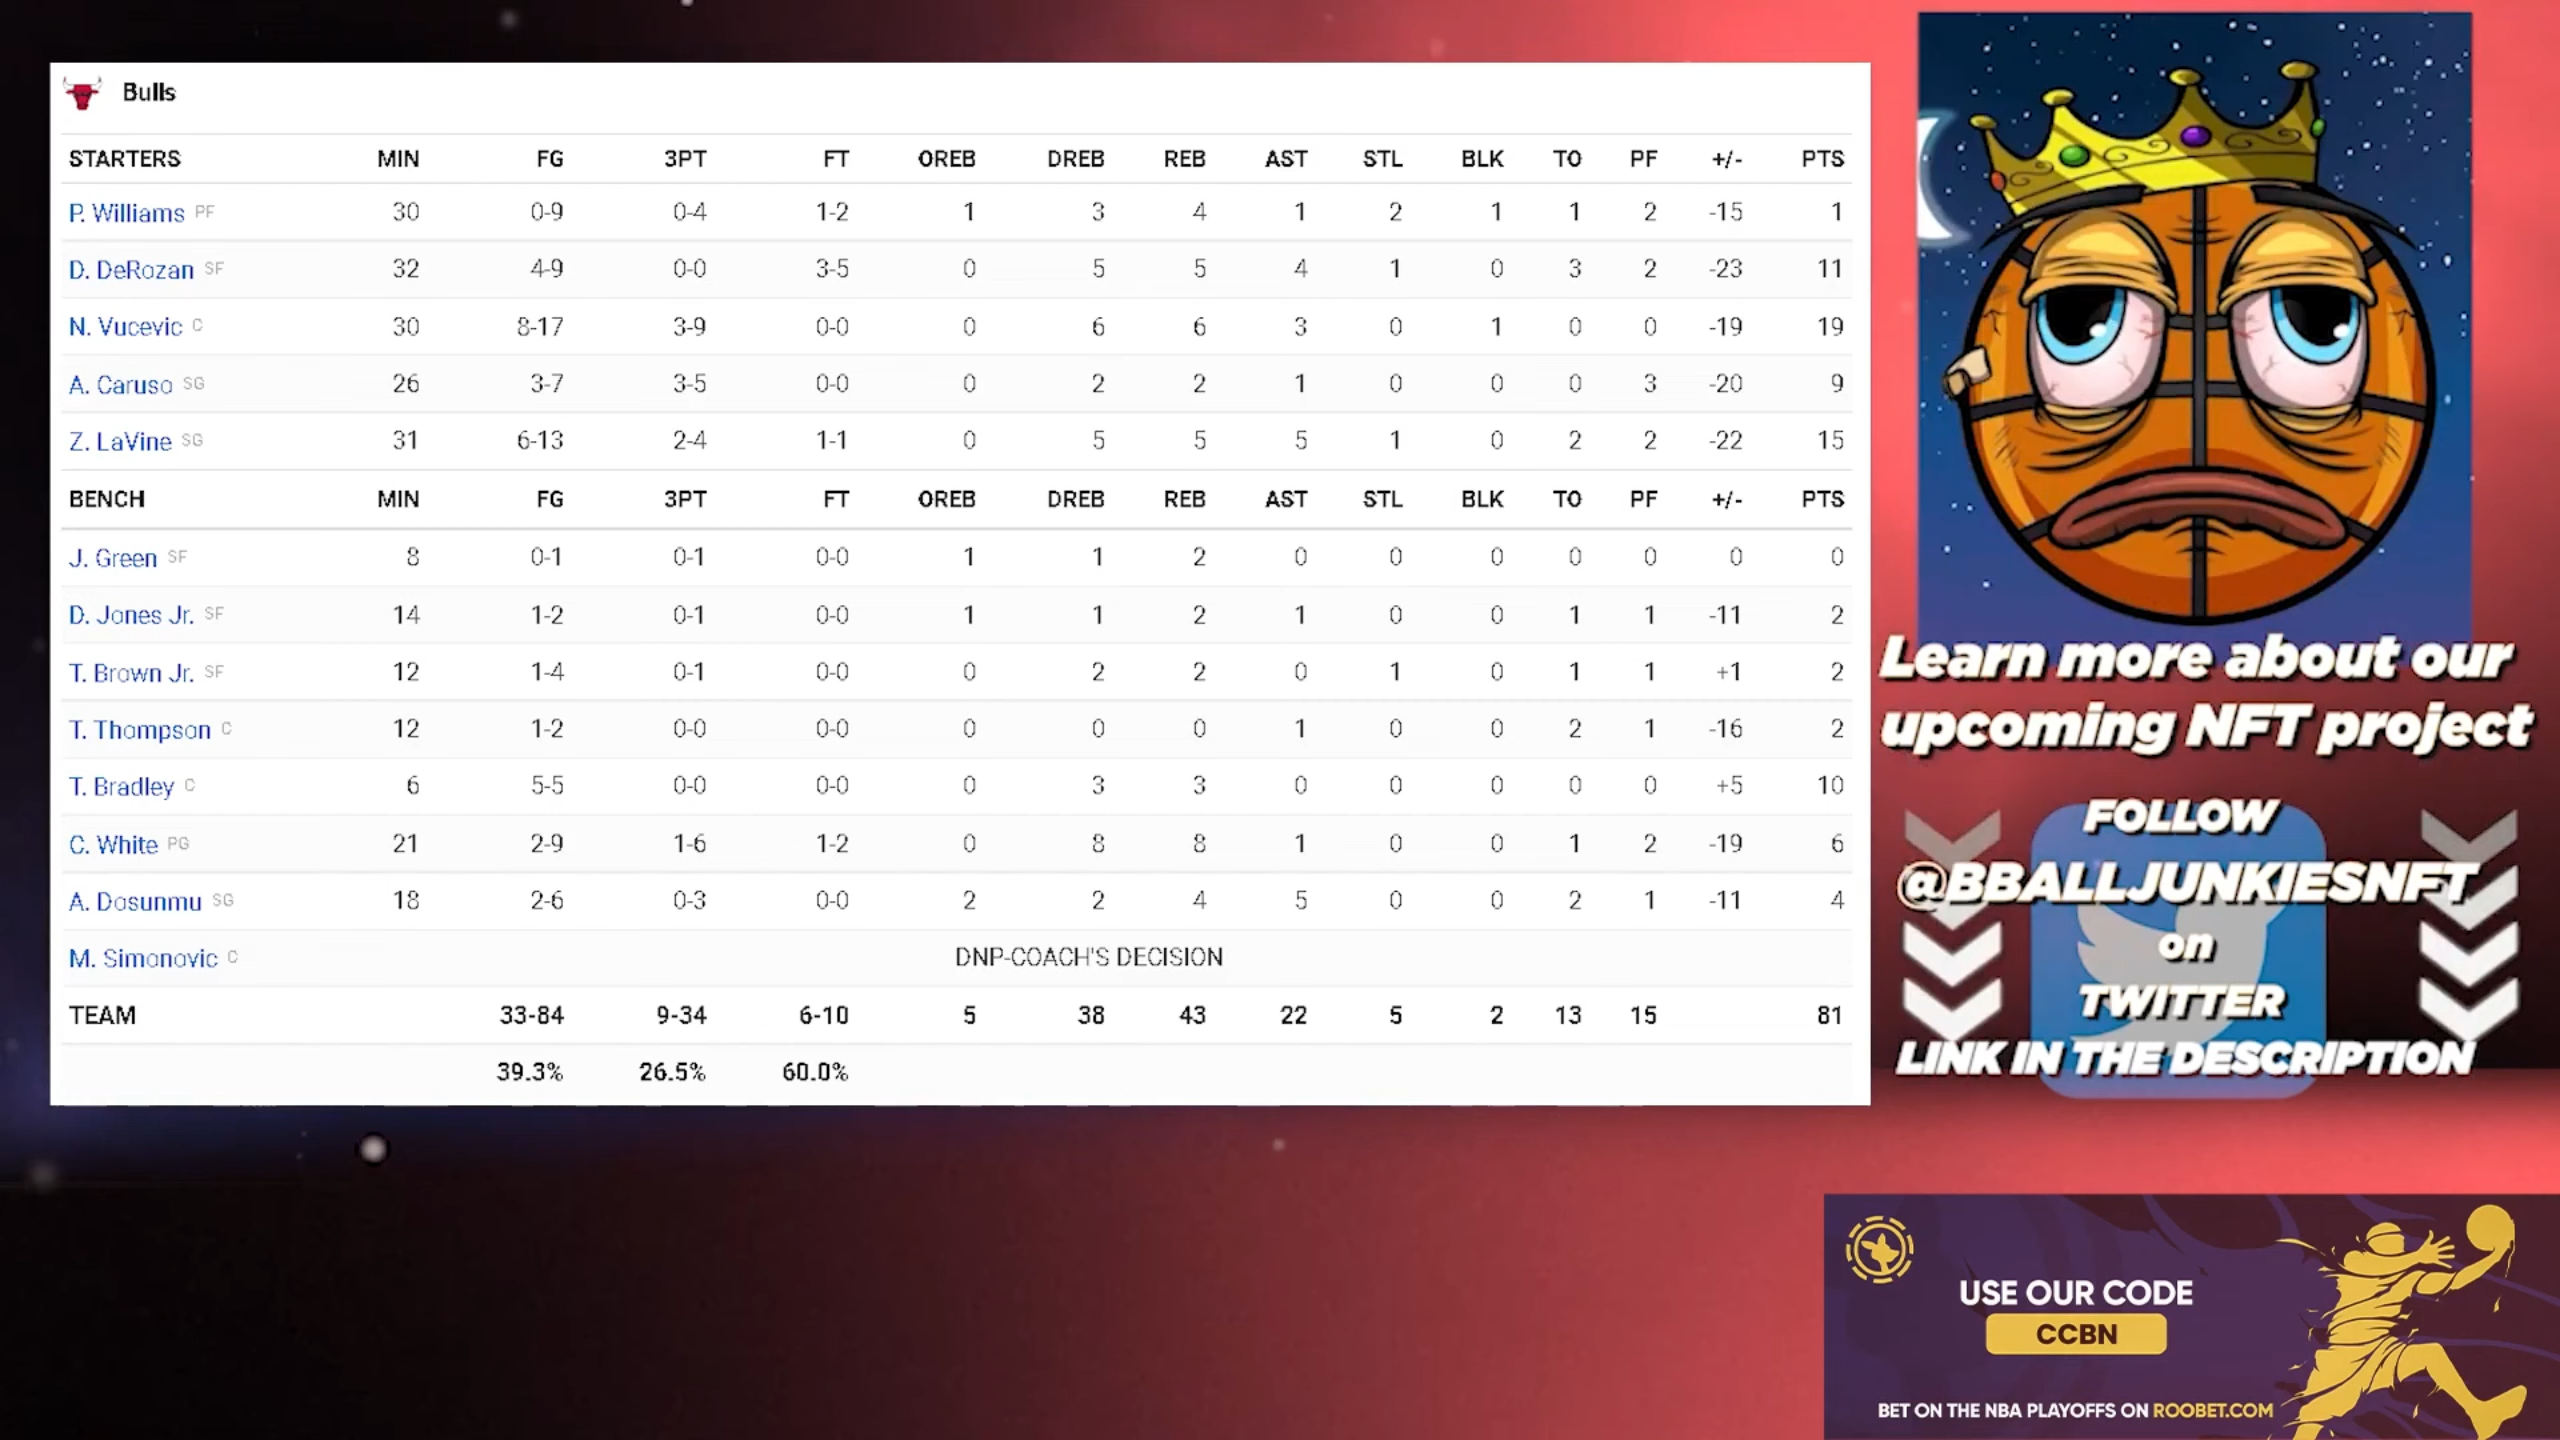 Bulls
STARTERS MIN FG 3PT FT OREB DREB REB AST STL BLK TO PF +/- PTS
P. Williams PF 30 0-9 0-4 1-2 1 3 4 1 2 1 1 2 -15 1
D. DeRozan SF 32 4-9 0-0 3-5 0 5 5 4 1 0 3 2 -23 11
N. Vucevic C 30 8-17 3-9 0-0 0 6 6 3 0 1 0 0 -19 19
A. Caruso SG 26 3-7 3-5 0-0 0 2 2 1 0 0 0 3 -20 9
Z. LaVine SG 31 6-13 2-4 1-1 0 5 5 5 1 0 2 2 -22 15
BENCH MIN FG 3PT FT OREB DREB REB AST STL BLK TO PF +/- PTS
J. Green SF 8 0-1 0-1 0-0 1 1 2 0 0 0 0 0 0 0
D. Jones Jr. SF 14 1-2 0-1 0-0 1 1 2 1 0 0 1 1 -11 2
T. Brown Jr. SF 12 1-4 0-1 0-0 0 2 2 0 1 0 1 1 +1 2
T. Thompson C 12 1-2 0-0 0-0 0 0 0 1 0 0 2 1 -16 2
T. Bradley C 6 5-5 0-0 0-0 0 3 3 0 0 0 0 0 +5 10
C. White PG 21 2-9 1-6 1-2 0 8 8 1 0 0 1 2 -19 6
A. Dosunmu SG 18 2-6 0-3 0-0 2 2 4 5 0 0 2 1 -11 4
M. Simonovic C DNP-COACH'S DECISION
TEAM 33-84 9-34 6-10 5 38 43 22 5 2 13 15 81
39.3% 26.5% 60.0%
Learn more about our
upcoming NFT project
FOLLOW
@BBALLJUNKIESNFT
on
TWITTER
LINK IN THE DESCRIPTION
USE OUR CODE
CCBN
BET ON THE NBA PLAYOFFS ON ROOBET.COM